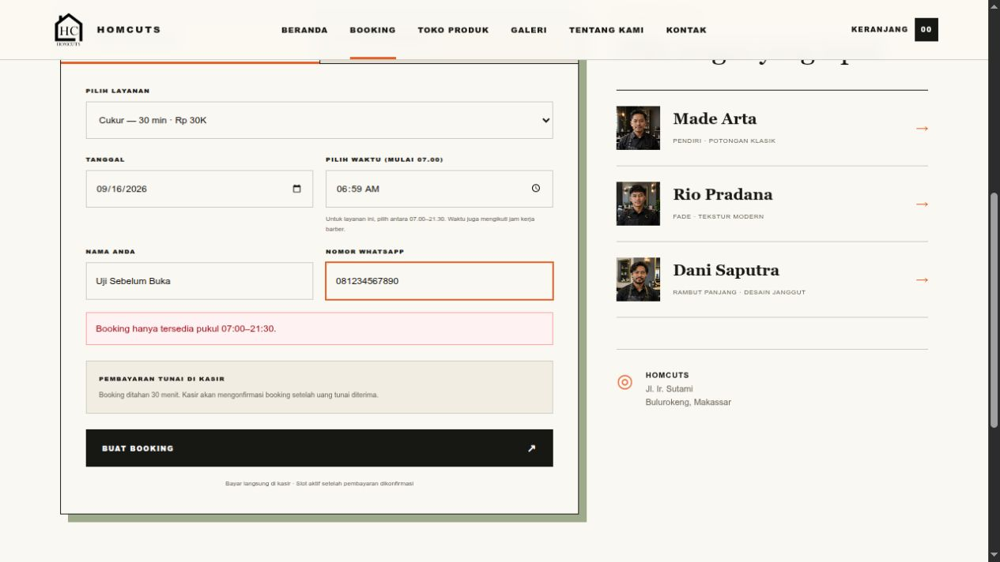 HC
HOMCUTS
HOMCUTS
BERANDA
BOOKING
TOKO PRODUK
GALERI
TENTANG KAMI
KONTAK
KERANJANG
00
PILIH LAYANAN
Cukur — 30 min · Rp 30K
TANGGAL
09/16/2026
PILIH WAKTU (MULAI 07.00)
06:59 AM
Untuk layanan ini, pilih antara 07.00–21.30. Waktu juga mengikuti jam kerja
barber.
NAMA ANDA
Uji Sebelum Buka
NOMOR WHATSAPP
081234567890
Booking hanya tersedia pukul 07:00–21:30.
PEMBAYARAN TUNAI DI KASIR
Booking ditahan 30 menit. Kasir akan mengonfirmasi booking setelah uang tunai diterima.
BUAT BOOKING ↗
Bayar langsung di kasir · Slot aktif setelah pembayaran dikonfirmasi
Made Arta
PENDIRI · POTONGAN KLASIK
→
Rio Pradana
FADE · TEKSTUR MODERN
→
Dani Saputra
RAMBUT PANJANG · DESAIN JANGGUT
→
HOMCUTS
Jl. Ir. Sutami
Bulurokeng, Makassar